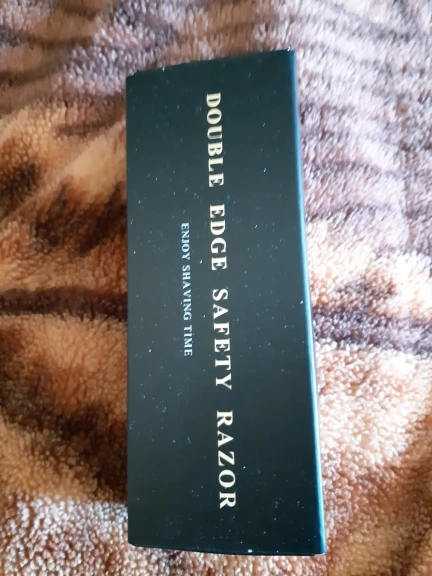 DOUBLE EDGE SAFETY RAZOR
ENJOY SHAVING TIME